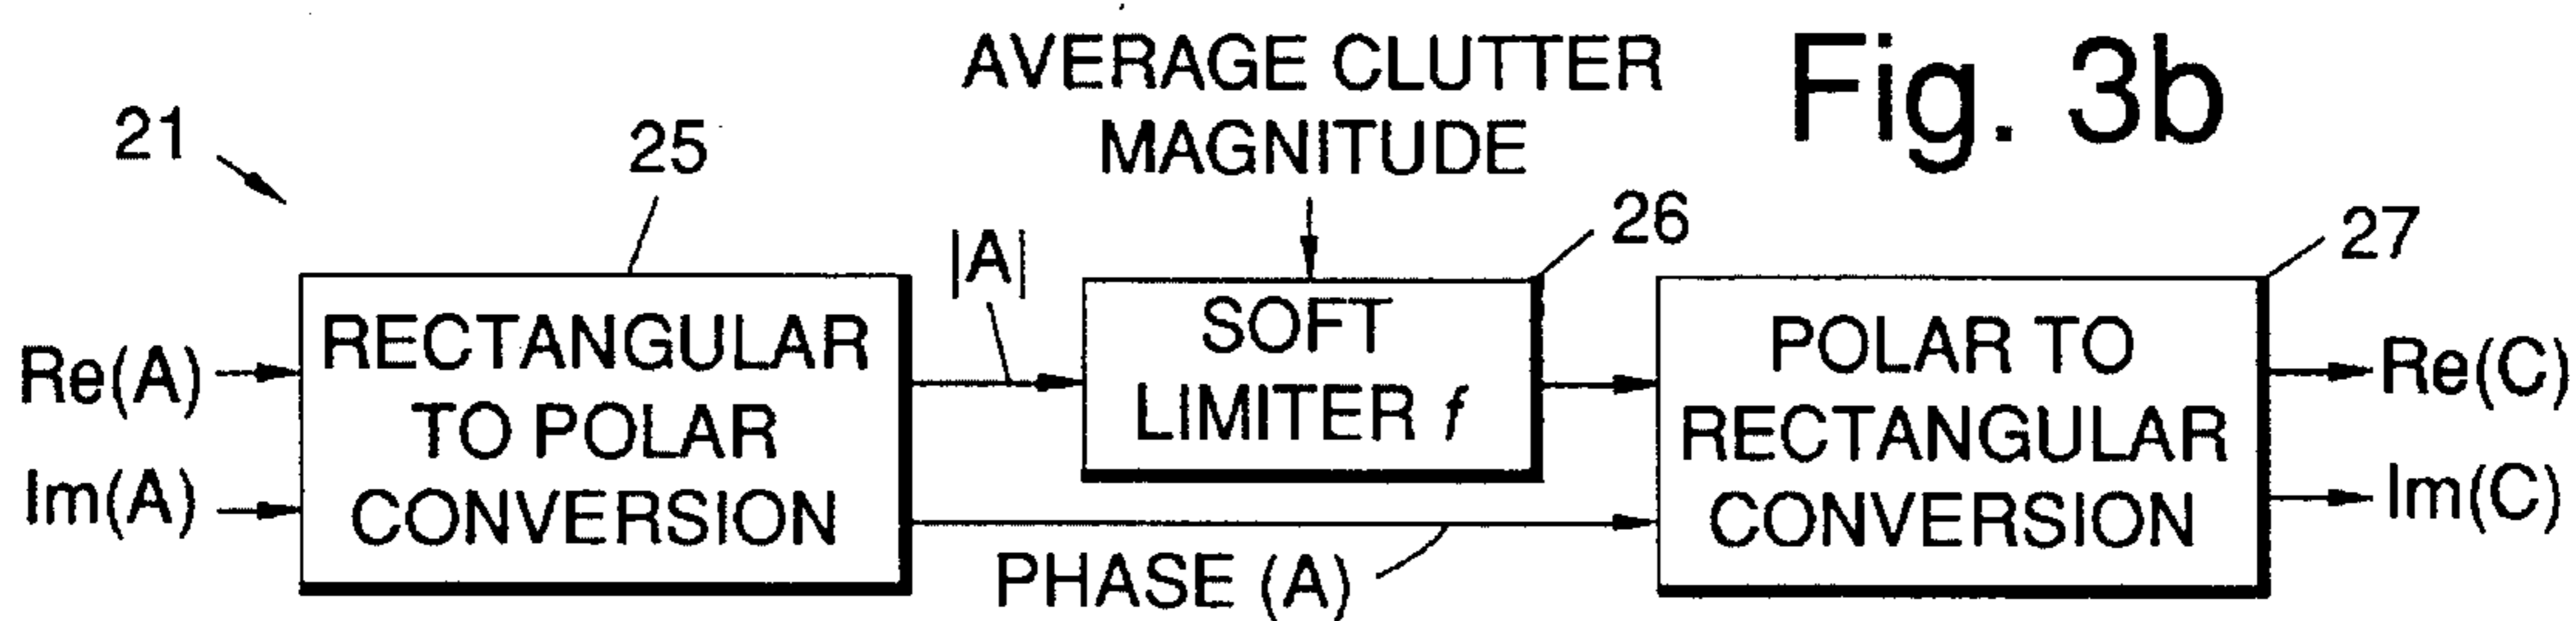 Fig. 3b
AVERAGE CLUTTER
MAGNITUDE
21
25
26
27
|A|
Re(A)
Im(A)
RECTANGULAR
TO POLAR
CONVERSION
SOFT
LIMITER f
PHASE (A)
POLAR TO
RECTANGULAR
CONVERSION
Re(C)
Im(C)